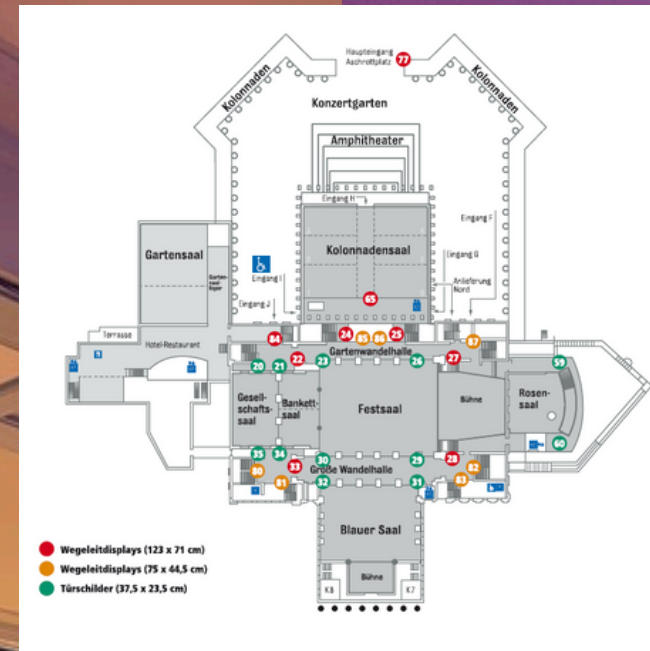 Haupteingang
Aschrottplatz
77
Kolonnaden
Kolonnaden
Konzertgarten
Amphitheater
Eingang H
Eingang F
Gartensaal
Kolonnadensaal
Eingang G
Eingang I
Anlieferung
Nord
Eingang J
65
Terrasse
Hotel-Restaurant
84
24
85
86
25
87
Gartenwandelhalle
20
21
22
23
26
27
59
Gesell-
schafts-
saal
Bankett-
saal
Festsaal
Bühne
Rosen-
saal
35
34
30
29
28
60
80
33
Große Wandelhalle
82
81
32
31
83
Blauer Saal
Bühne
K8
K7
Wegeleitdisplays (123 x 71 cm)
Wegeleitdisplays (75 x 44,5 cm)
Türschilder (37,5 x 23,5 cm)